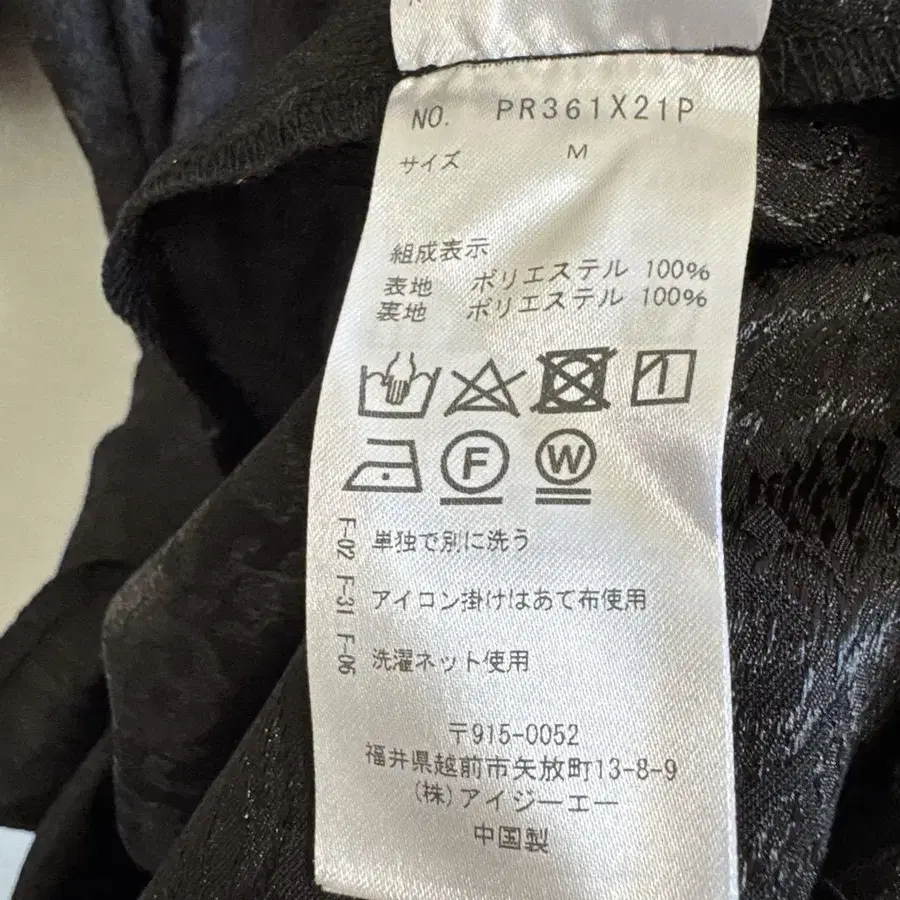 NO. PR361X21P
サイズ M
組成表示
表地 ポリエステル 100%
裏地 ポリエステル 100%
F W
F-02 単独で別に洗う
F-31 アイロン掛けはあて布使用
F-06 洗濯ネット使用
〒915-0052
福井県越前市矢放町13-8-9
(株)アイジーエー
中国製